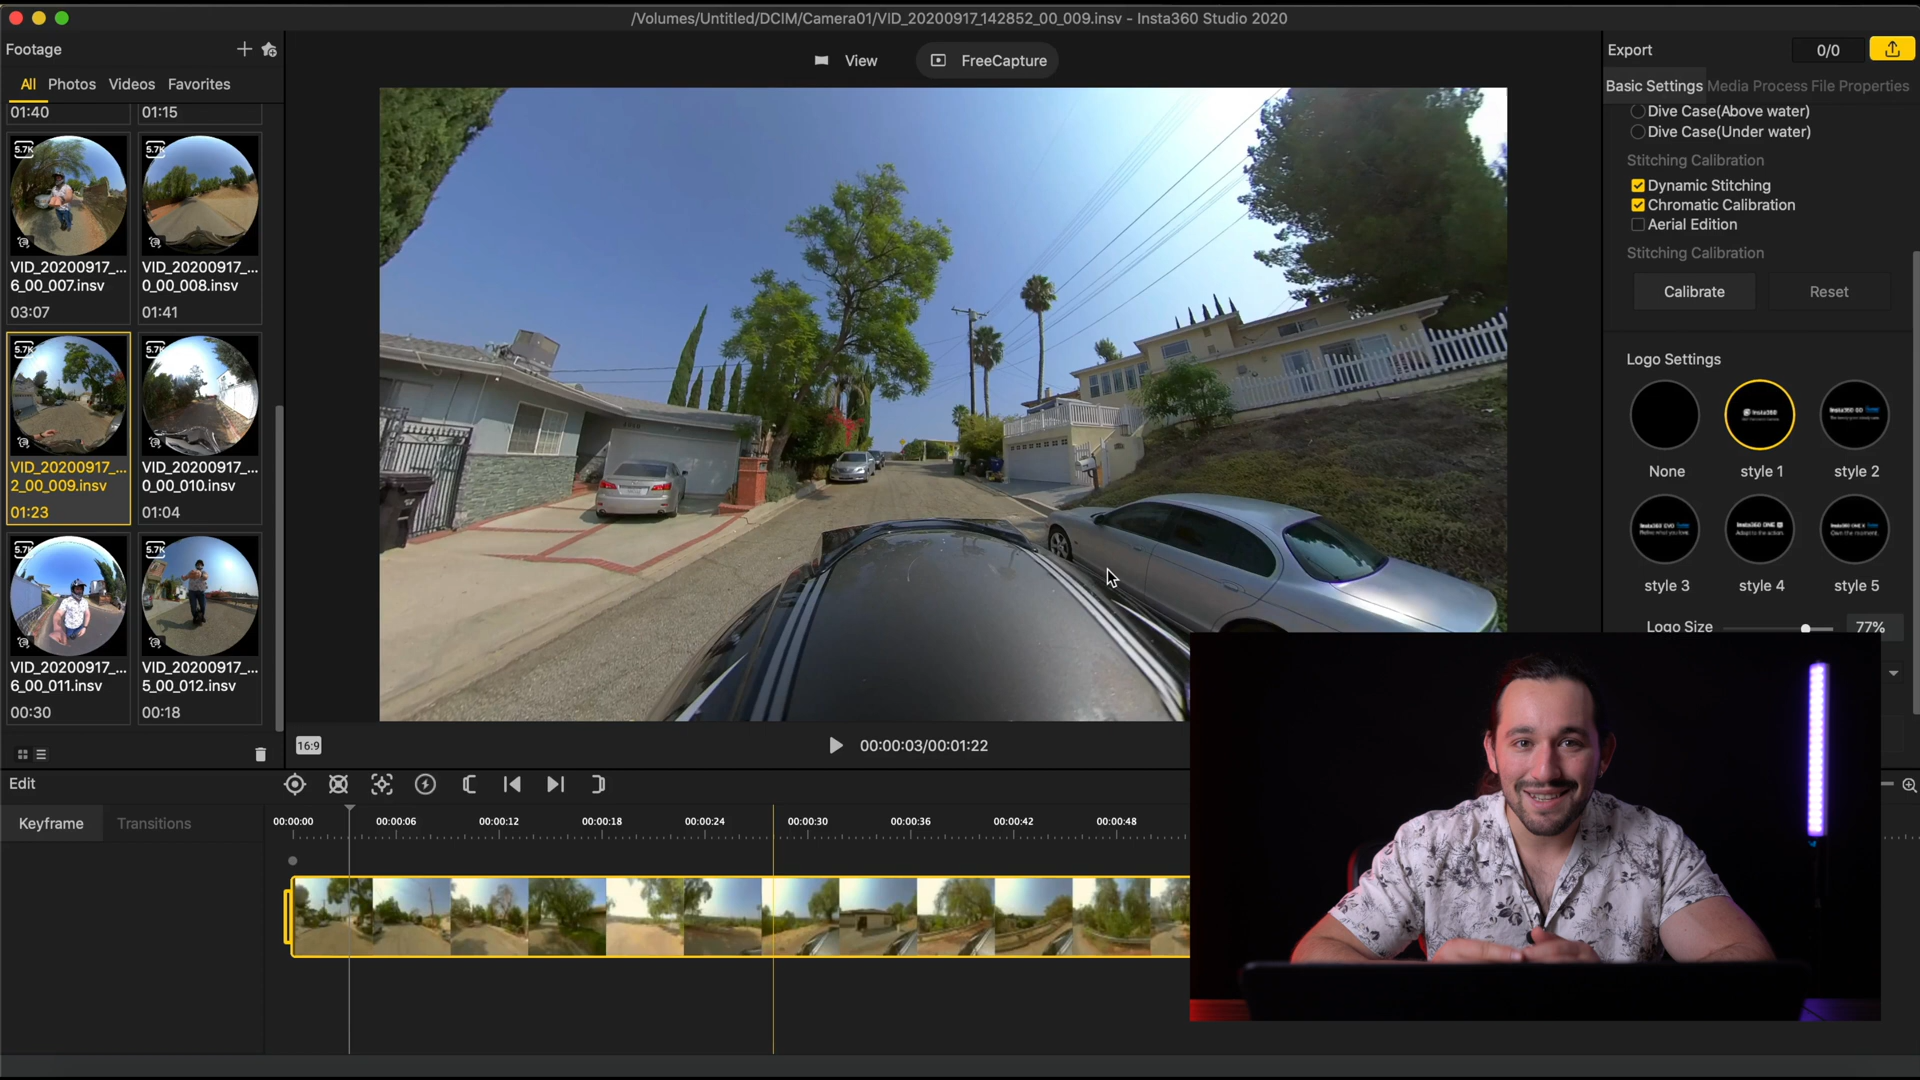 /Volumes/Untitled/DCIM/Camera01/VID_20200917_142852_00_009.insv - Insta360 Studio 2020
Footage
View
FreeCapture
Export
0/0
All
Photos
Videos
Favorites
Basic Settings
Media Process
File Properties
01:40
01:15
Dive Case(Above water)
Dive Case(Under water)
5.7K
5.7K
Stitching Calibration
Dynamic Stitching
Chromatic Calibration
Aerial Edition
Stitching Calibration
VID_20200917_...
6_00_007.insv
03:07
VID_20200917_...
0_00_008.insv
01:41
Calibrate
Reset
5.7K
5.7K
Logo Settings
Insta360
None
style 1
style 2
VID_20200917_...
2_00_009.insv
01:23
VID_20200917_...
0_00_010.insv
01:04
5.7K
5.7K
style 3
style 4
style 5
Logo Size
77%
VID_20200917_...
6_00_011.insv
00:30
VID_20200917_...
5_00_012.insv
00:18
16:9
00:00:03/00:01:22
Edit
Keyframe
Transitions
00:00:00
00:00:06
00:00:12
00:00:18
00:00:24
00:00:30
00:00:36
00:00:42
00:00:48